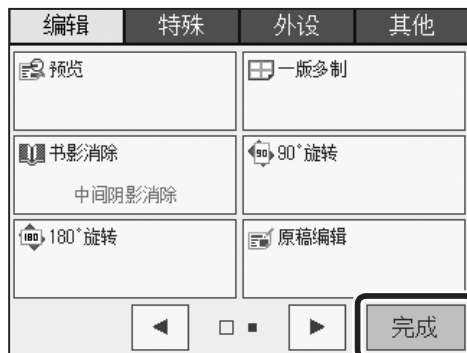 编辑 特殊 外设 其他
预览 一版多制
书影消除 90°旋转
中间阴影消除
180°旋转 原稿编辑
完成